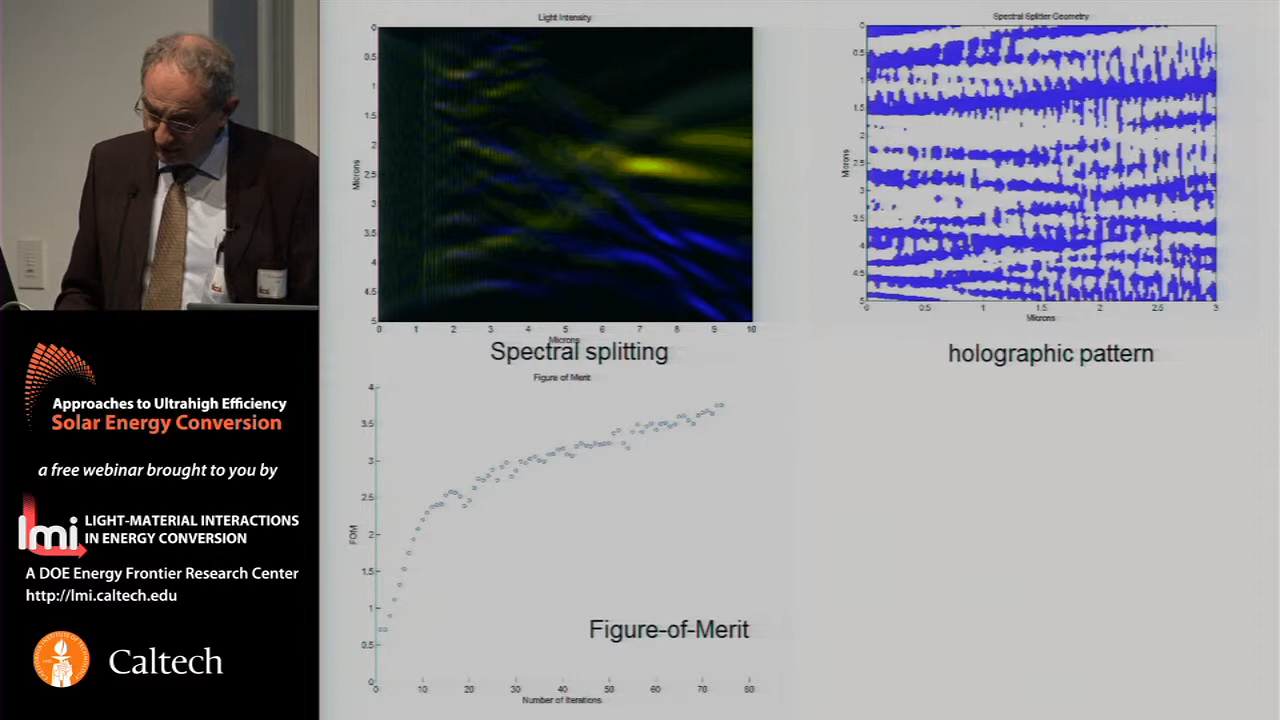 Light Intensity
0
0.5
1
1.5
2
2.5
3
3.5
4
4.5
5
Microns
0 1 2 3 4 5 6 7 8 9 10
Microns
Spectral splitting
Spectral Splitter Geometry
0
0.5
1
1.5
2
2.5
3
3.5
4
4.5
5
Microns
0 0.5 1 1.5 2 2.5 3
Microns
holographic pattern
Figure of Merit
4
3.5
3
2.5
2
1.5
1
0.5
0
FOM
0 10 20 30 40 50 60 70 80
Number of Iterations
Figure-of-Merit
Approaches to Ultrahigh Efficiency
Solar Energy Conversion
a free webinar brought to you by
lmi LIGHT-MATERIAL INTERACTIONS
IN ENERGY CONVERSION
A DOE Energy Frontier Research Center
http://lmi.caltech.edu
Caltech